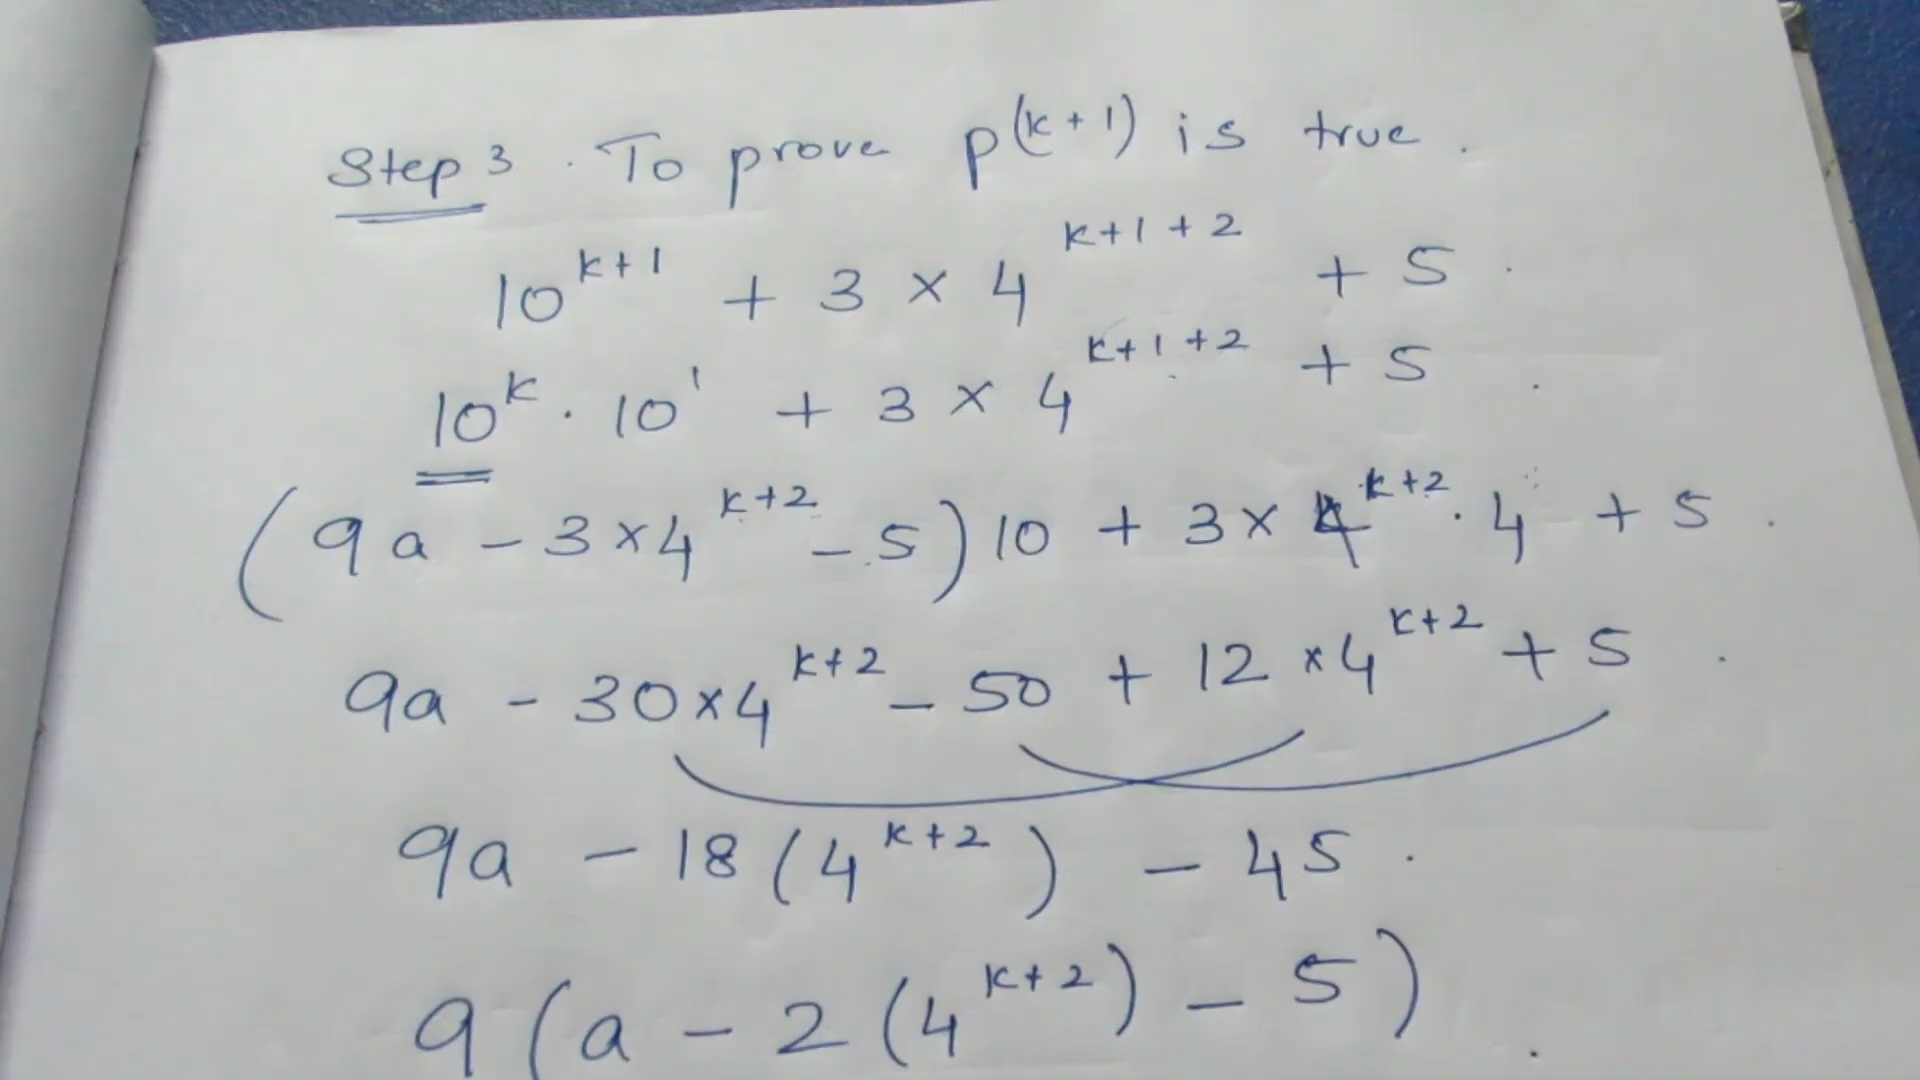 Step 3 . To prove p(k+1) is true .
10^{k+1} + 3 × 4^{k+1+2} + 5 .
10^k . 10^1 + 3 × 4^{k+1+2} + 5 .
(9a - 3×4^{k+2} - 5) 10 + 3× 4^{k+2} . 4 + 5 .
9a - 30×4^{k+2} - 50 + 12 ×4^{k+2} + 5 .
9a - 18 (4^{k+2}) - 45 .
9 (a - 2 (4^{k+2}) - 5) .